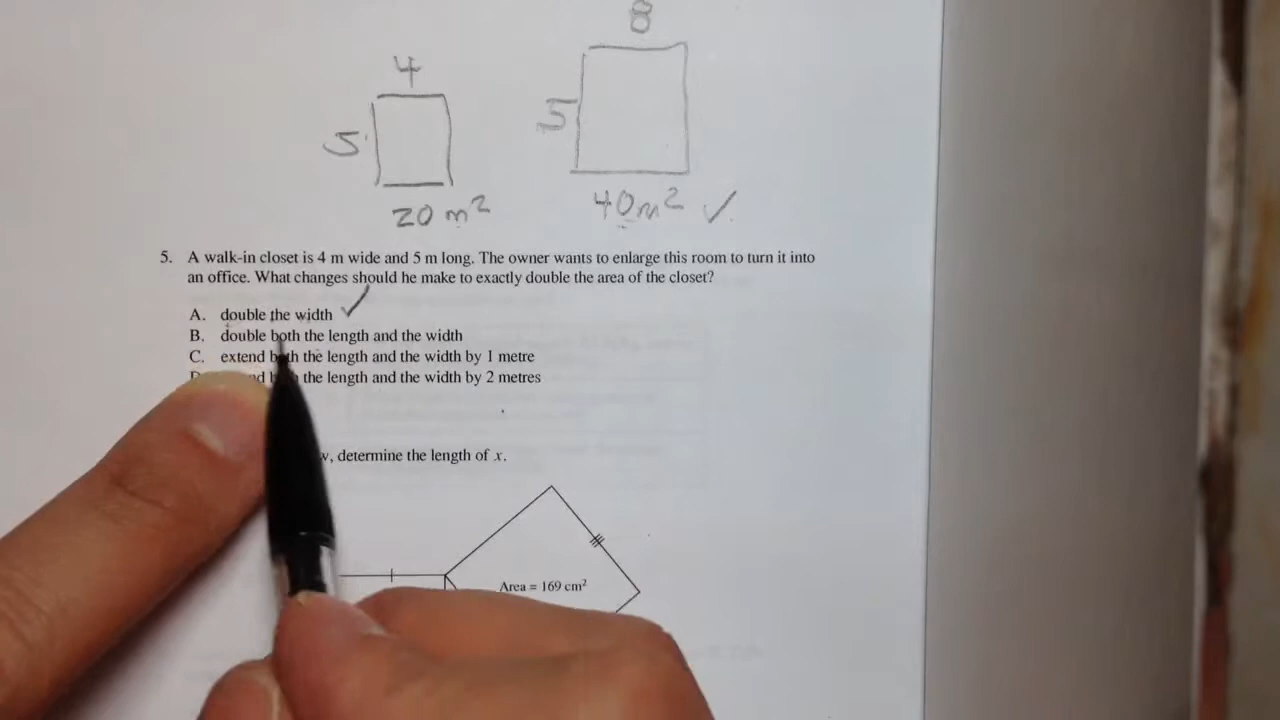 8
4
5
5
20 m²
40m² ✓
5. A walk-in closet is 4 m wide and 5 m long. The owner wants to enlarge this room to turn it into
an office. What changes should he make to exactly double the area of the closet?
A. double the width ✓
B. double both the length and the width
C. extend both the length and the width by 1 metre
the length and the width by 2 metres
, determine the length of x.
Area = 169 cm²